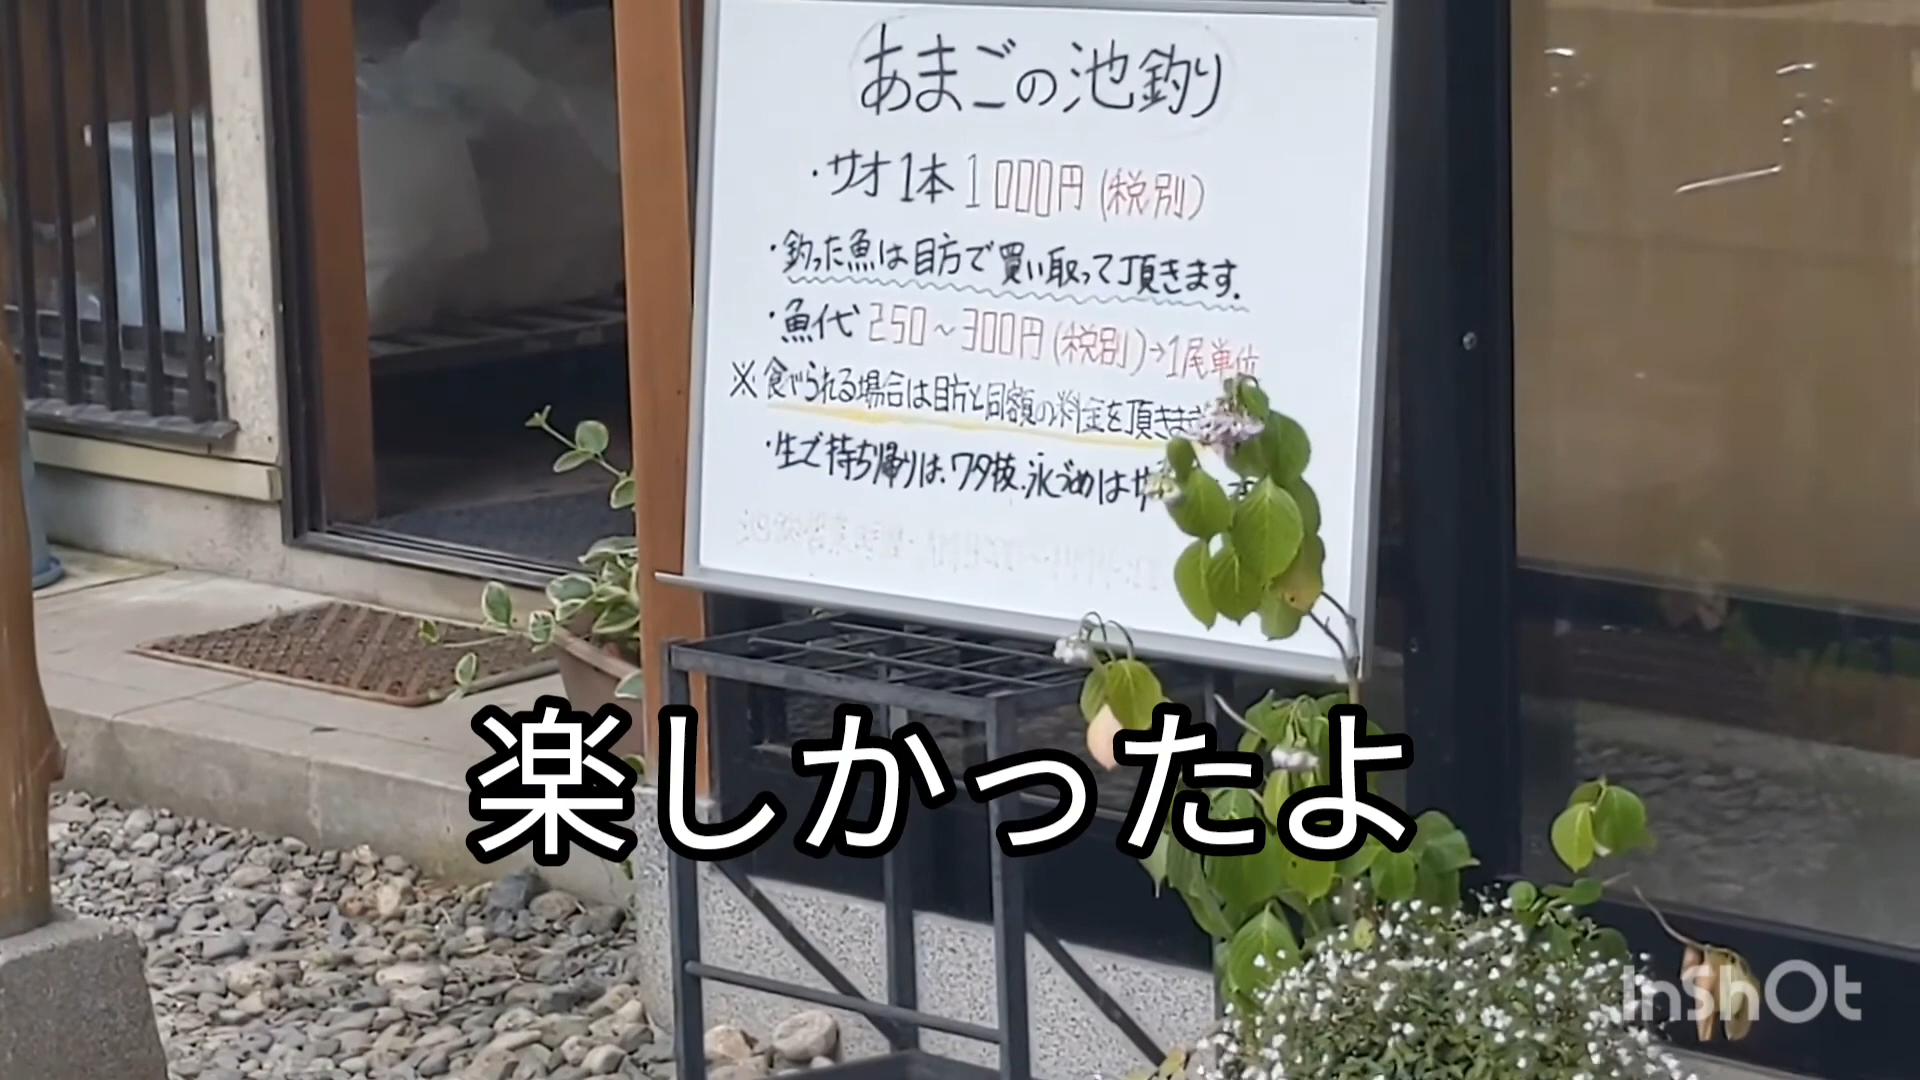 あまごの池釣り
・サオ1本 1000円(税別)
・釣った魚は目方で買い取って頂きます.
・魚代 250～300円(税別)→1尾単位
※食べられる場合は目方と同額の料金を頂きます
・生で持ち帰りは.ワタ抜.氷づめはサ
楽しかったよ
InShOt